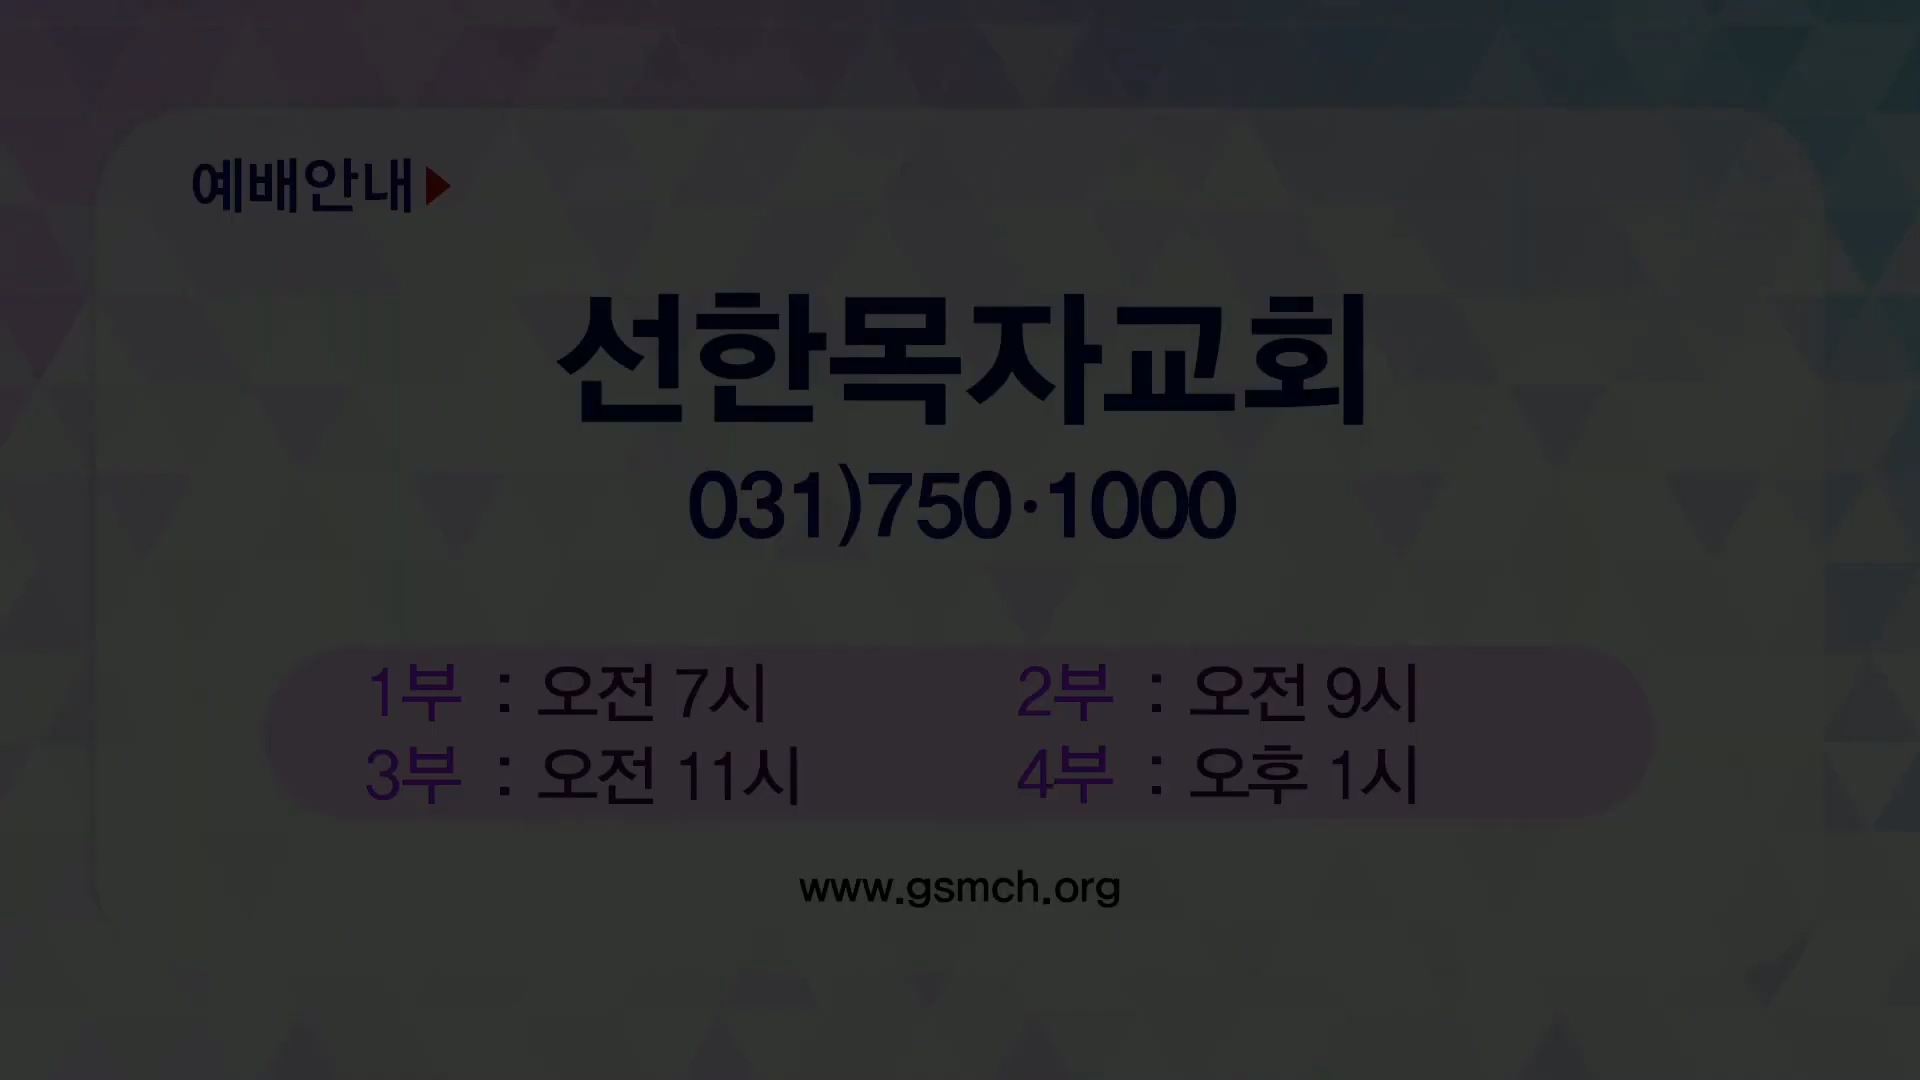 예배안내▶
선한목자교회
031)750·1000
1부 : 오전 7시 2부 : 오전 9시
3부 : 오전 11시 4부 : 오후 1시
www.gsmch.org